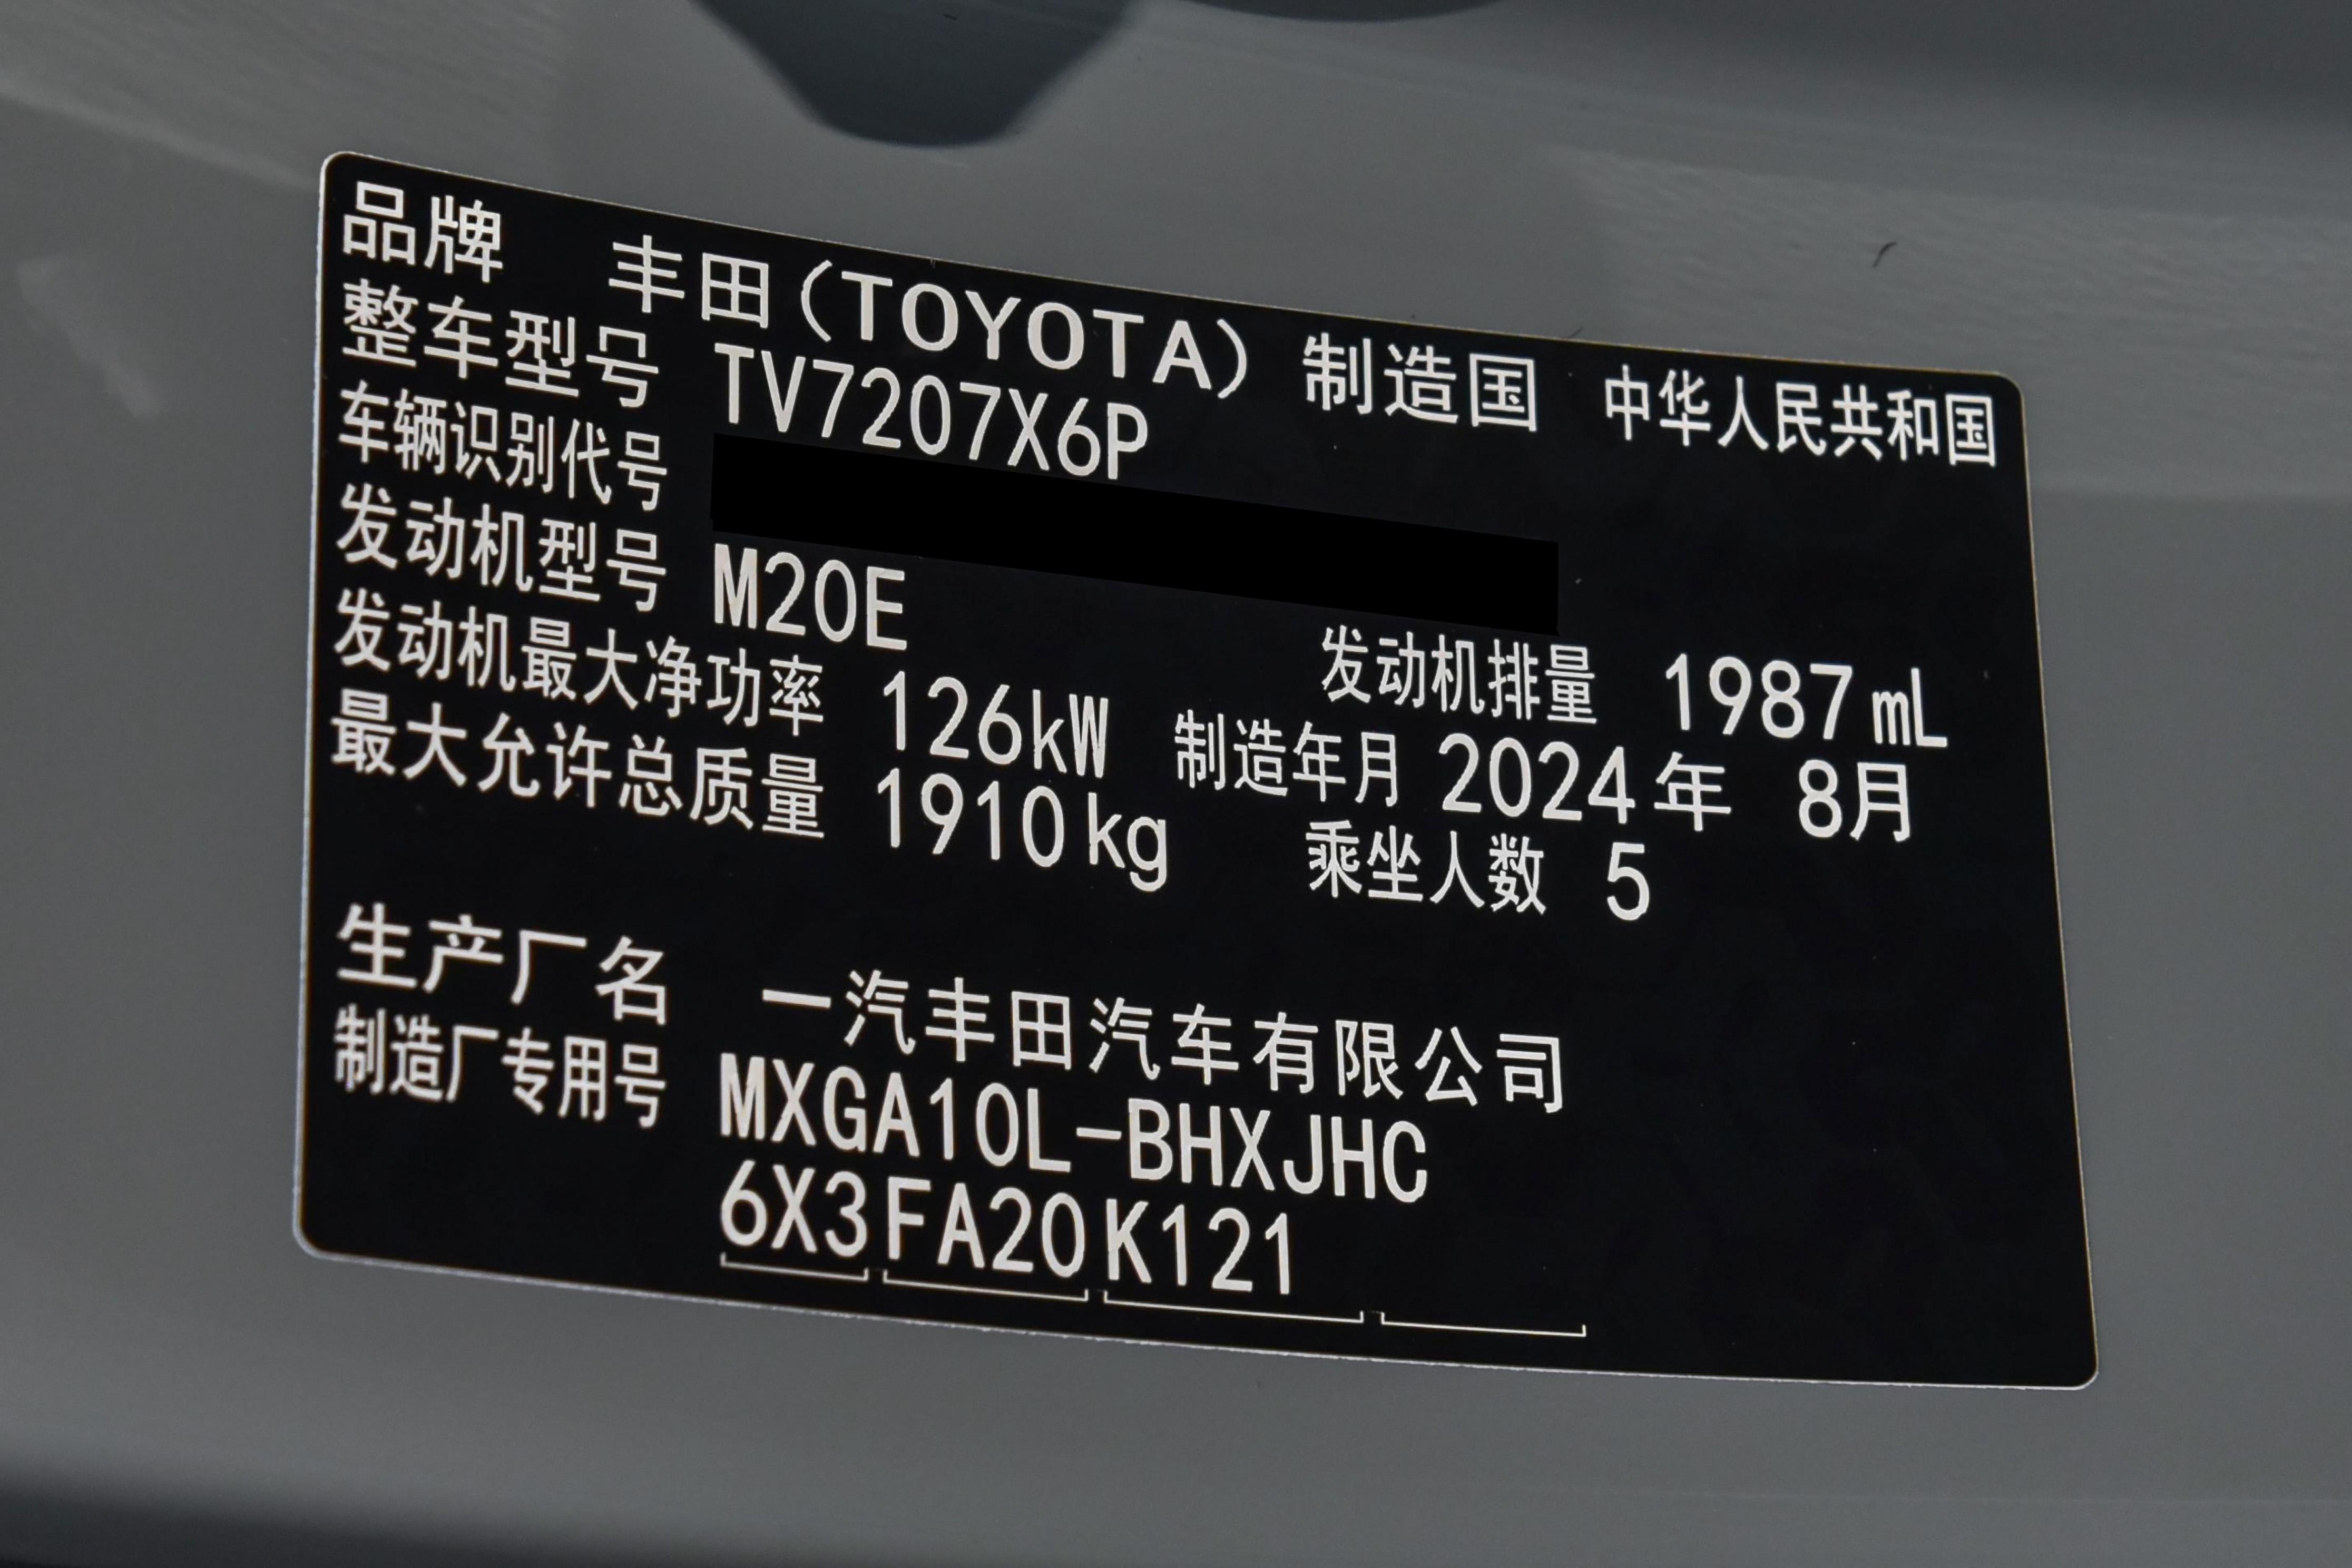 品牌 丰田(TOYOTA) 制造国 中华人民共和国
整车型号 TV7207X6P
车辆识别代号
发动机型号 M20E 发动机排量 1987mL
发动机最大净功率 126kW 制造年月 2024年 8月
最大允许总质量 1910kg 乘坐人数 5
生产厂名 一汽丰田汽车有限公司
制造厂专用号 MXGA10L-BHXJHC
6X3FA20K121